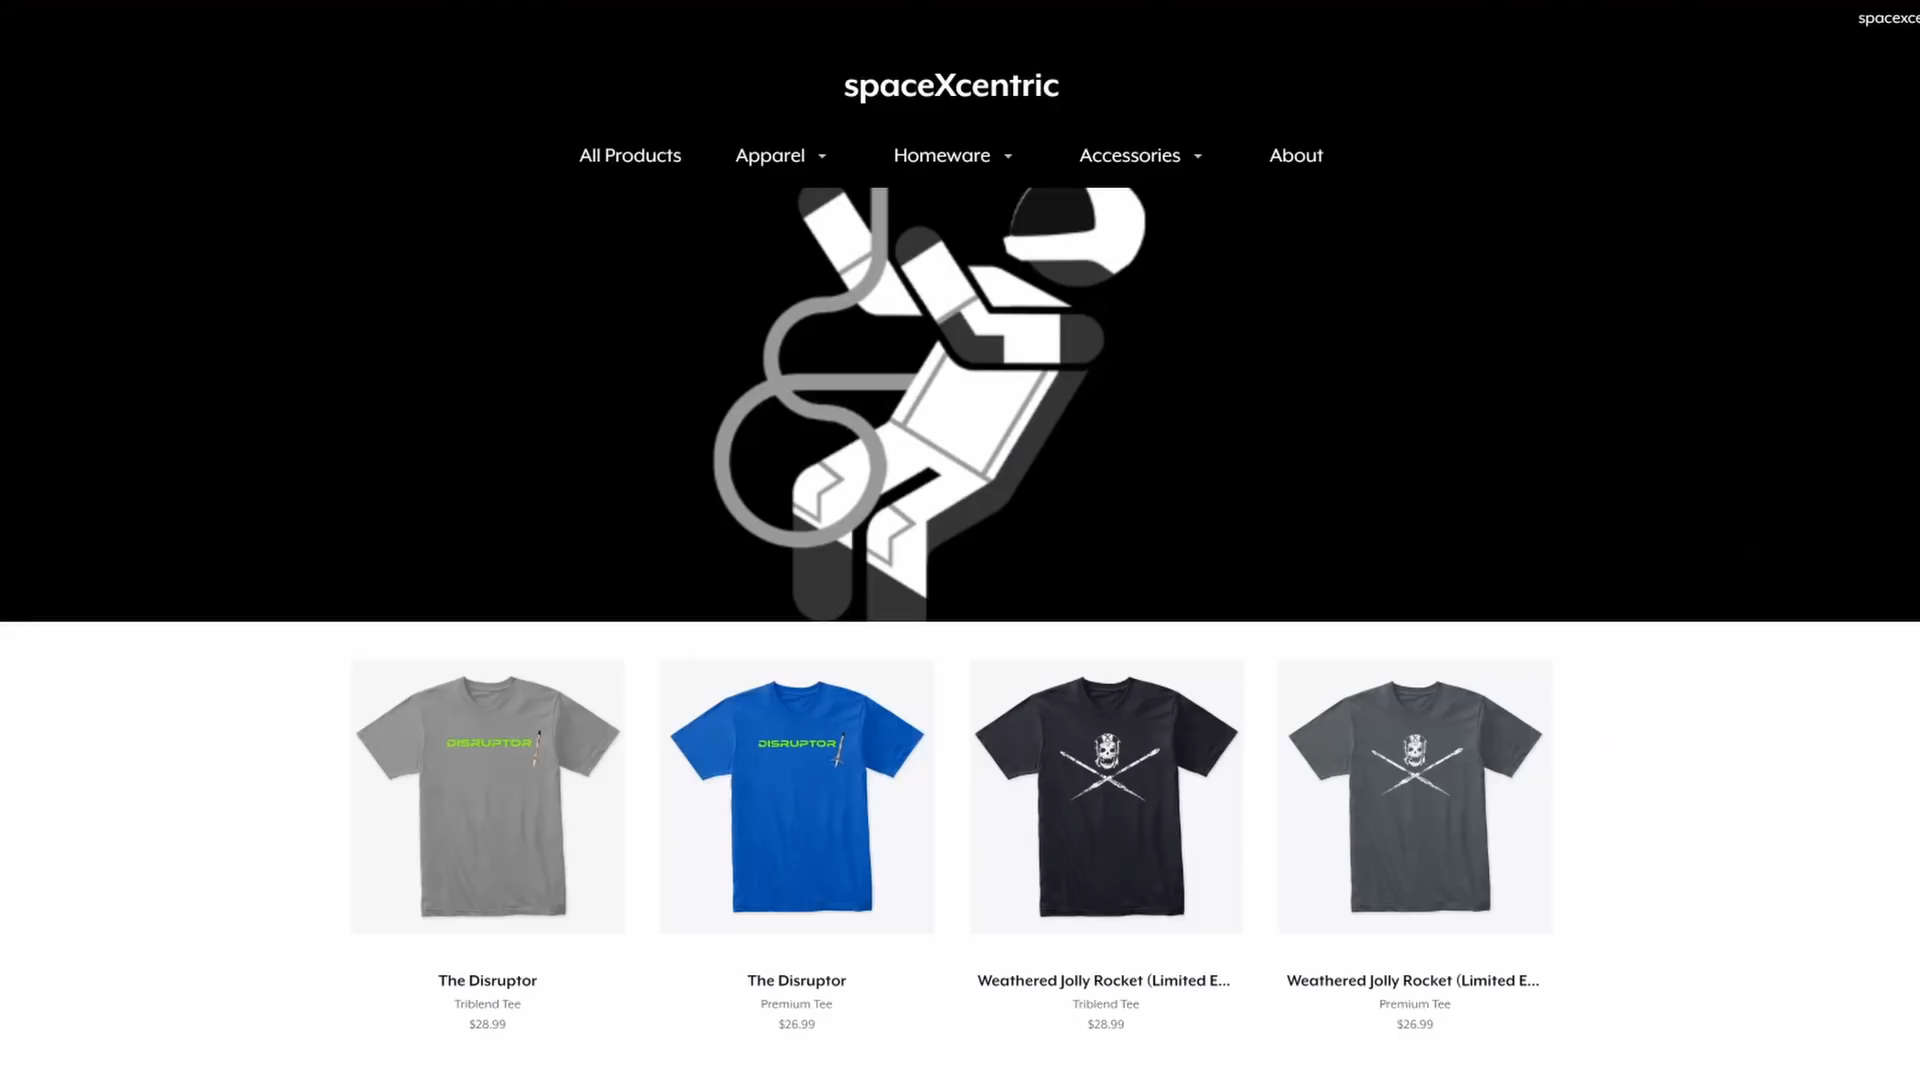 spacexce
spaceXcentric
All Products Apparel Homeware Accessories About
DISRUPTOR DISRUPTOR
The Disruptor The Disruptor Weathered Jolly Rocket (Limited E... Weathered Jolly Rocket (Limited E...
Triblend Tee Premium Tee Triblend Tee Premium Tee
$28.99 $26.99 $28.99 $26.99